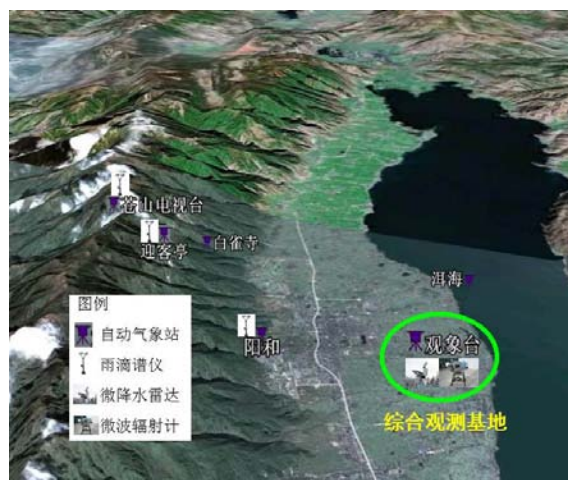 苍山电视台
迎客亭
白雀寺
洱海
图例
自动气象站
雨滴谱仪
微降水雷达
微波辐射计
阳和
观象台
综合观测基地